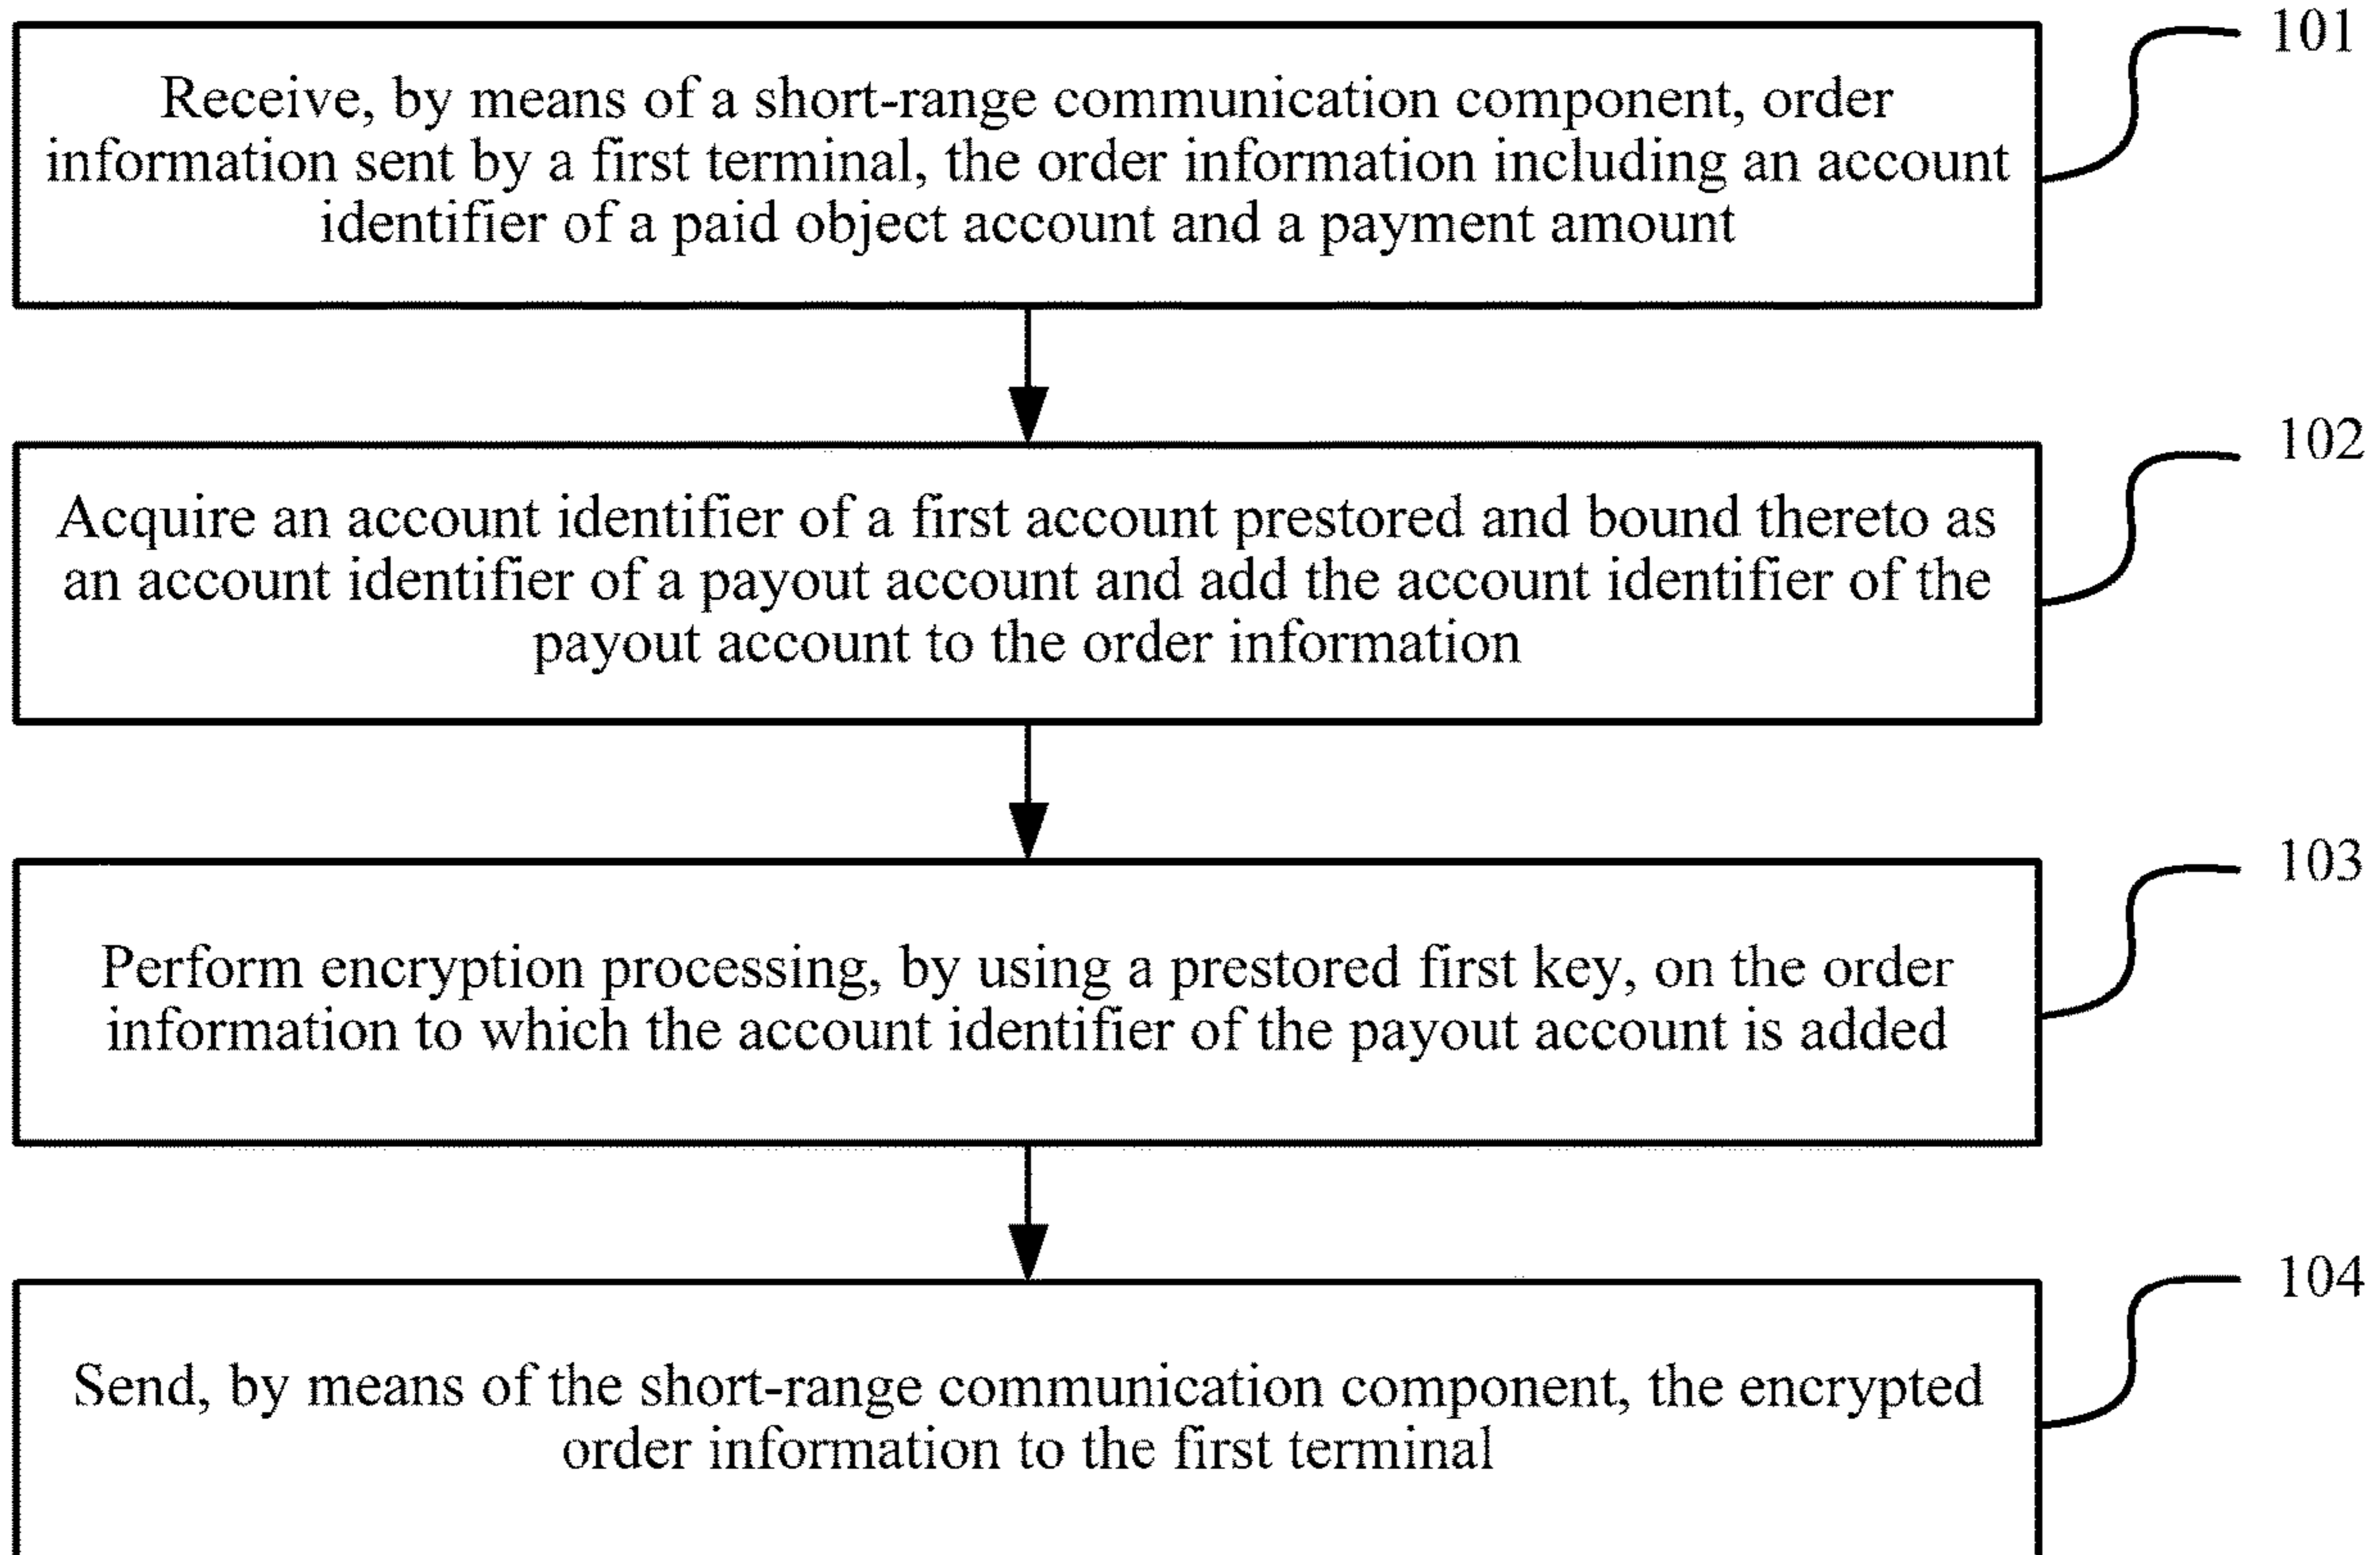 101
Receive, by means of a short-range communication component, order
information sent by a first terminal, the order information including an account
identifier of a paid object account and a payment amount
102
Acquire an account identifier of a first account prestored and bound thereto as
an account identifier of a payout account and add the account identifier of the
payout account to the order information
103
Perform encryption processing, by using a prestored first key, on the order
information to which the account identifier of the payout account is added
104
Send, by means of the short-range communication component, the encrypted
order information to the first terminal